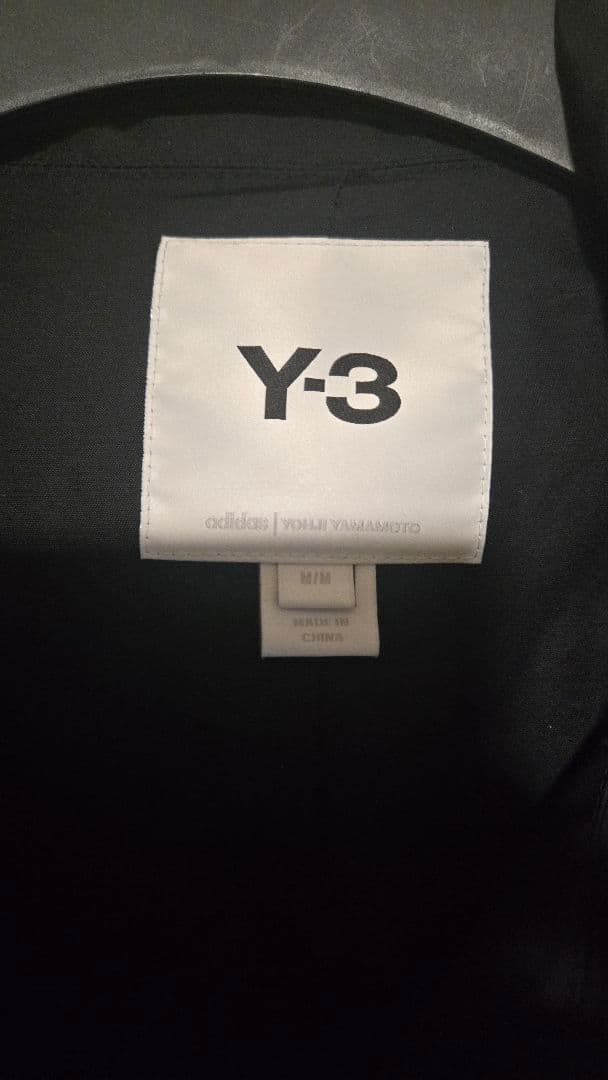 Y-3
adidas | YOHJI YAMAMOTO
M/M
MADE IN
CHINA